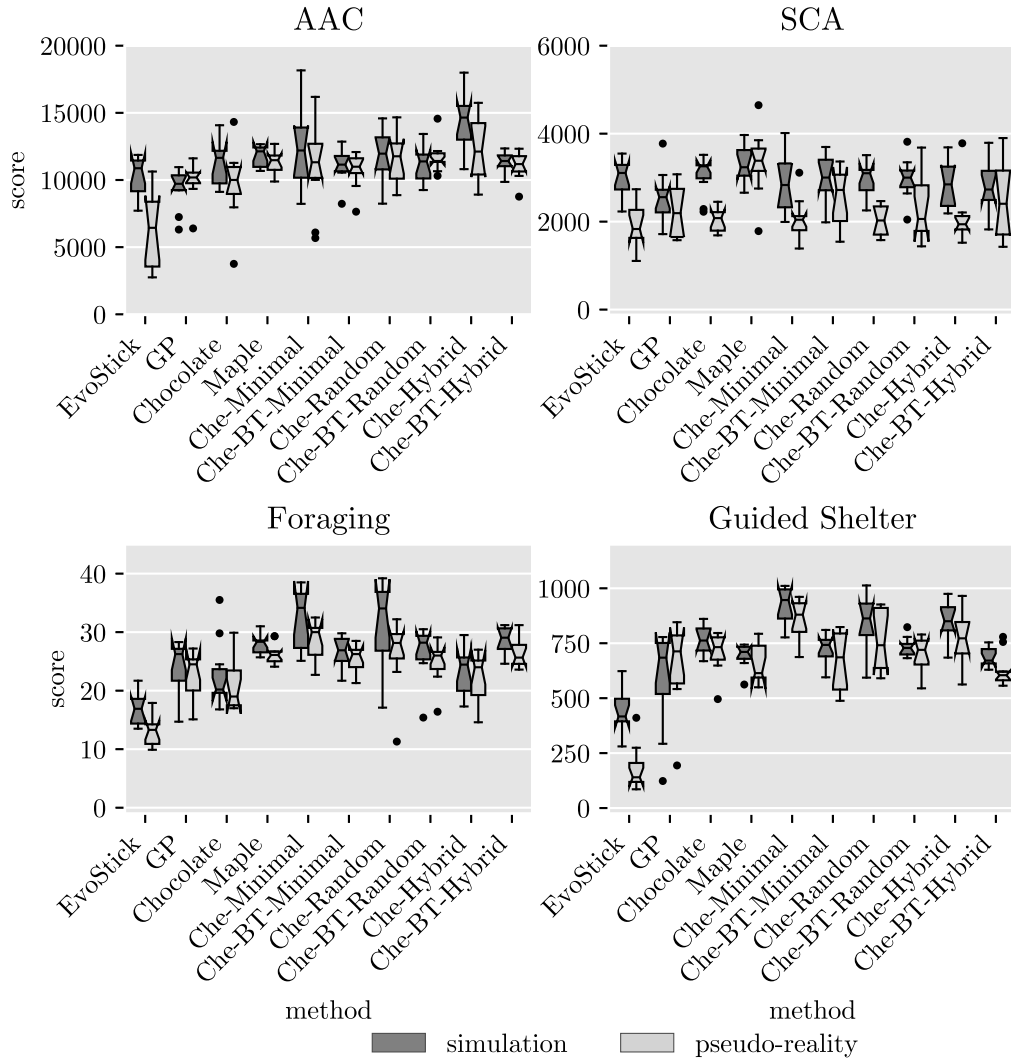 AAC
SCA
20000
15000
10000
5000
0
score
6000
4000
2000
0
EvoStick
GP
Chocolate
Maple
Che-Minimal
Che-BT-Minimal
Che-Random
Che-BT-Random
Che-Hybrid
Che-BT-Hybrid
EvoStick
GP
Chocolate
Maple
Che-Minimal
Che-BT-Minimal
Che-Random
Che-BT-Random
Che-Hybrid
Che-BT-Hybrid
Foraging
Guided Shelter
40
30
20
10
0
score
1000
750
500
250
0
EvoStick
GP
Chocolate
Maple
Che-Minimal
Che-BT-Minimal
Che-Random
Che-BT-Random
Che-Hybrid
Che-BT-Hybrid
EvoStick
GP
Chocolate
Maple
Che-Minimal
Che-BT-Minimal
Che-Random
Che-BT-Random
Che-Hybrid
Che-BT-Hybrid
method
method
simulation
pseudo-reality